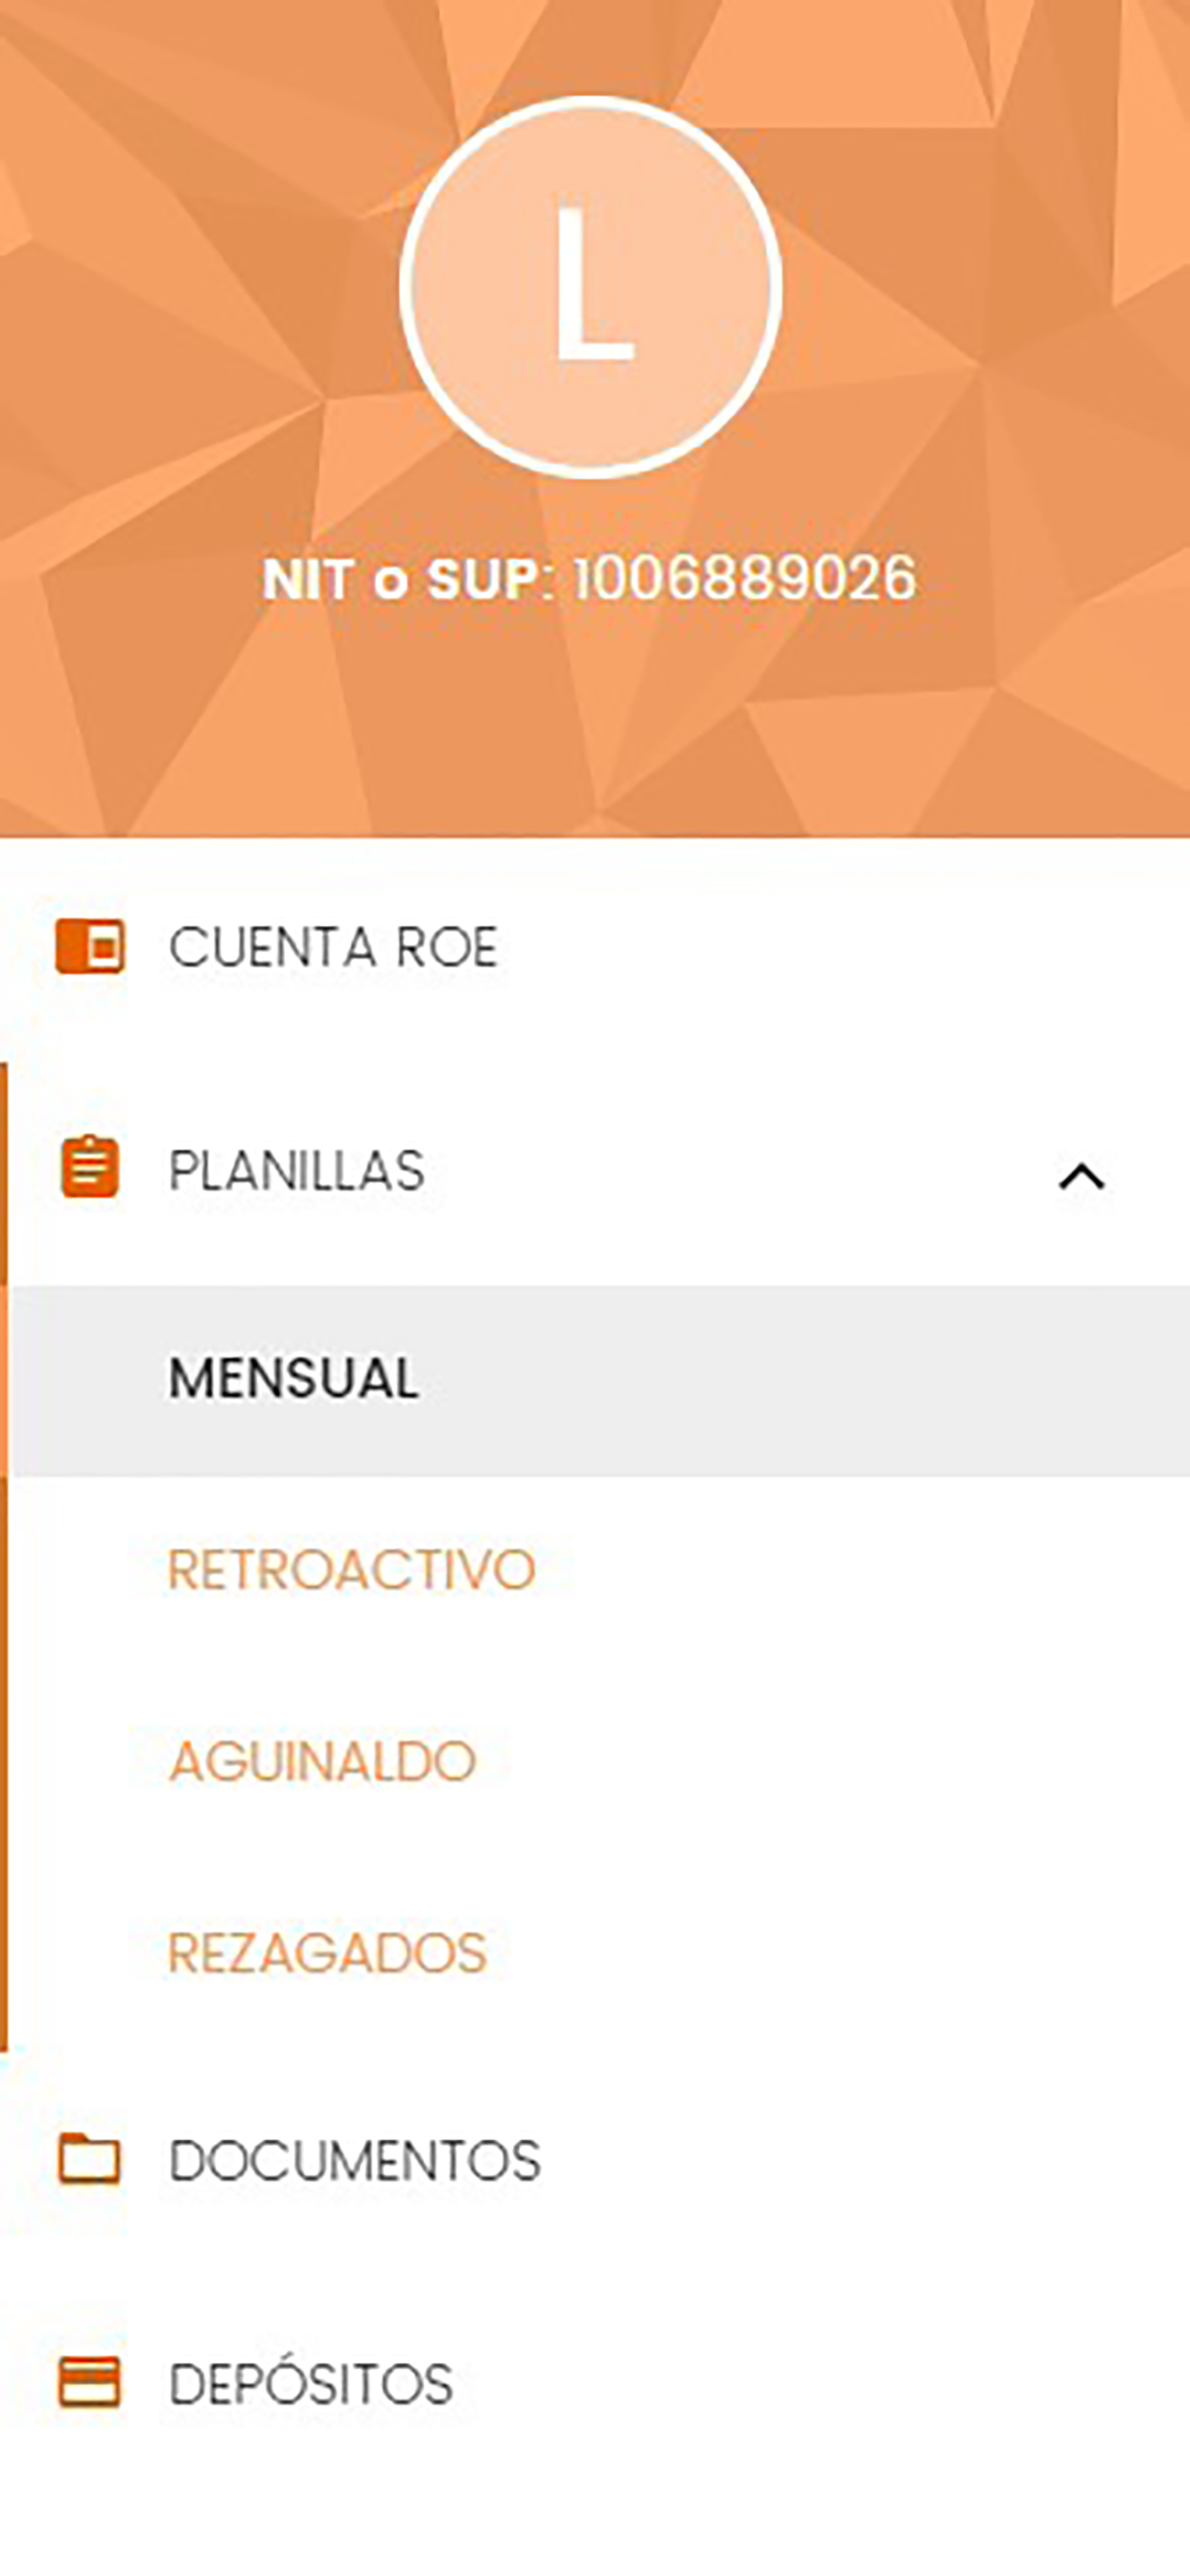 L
NIT o SUP: 1006889026
CUENTA ROE
PLANILLAS
MENSUAL
RETROACTIVO
AGUINALDO
REZAGADOS
DOCUMENTOS
DEPÓSITOS